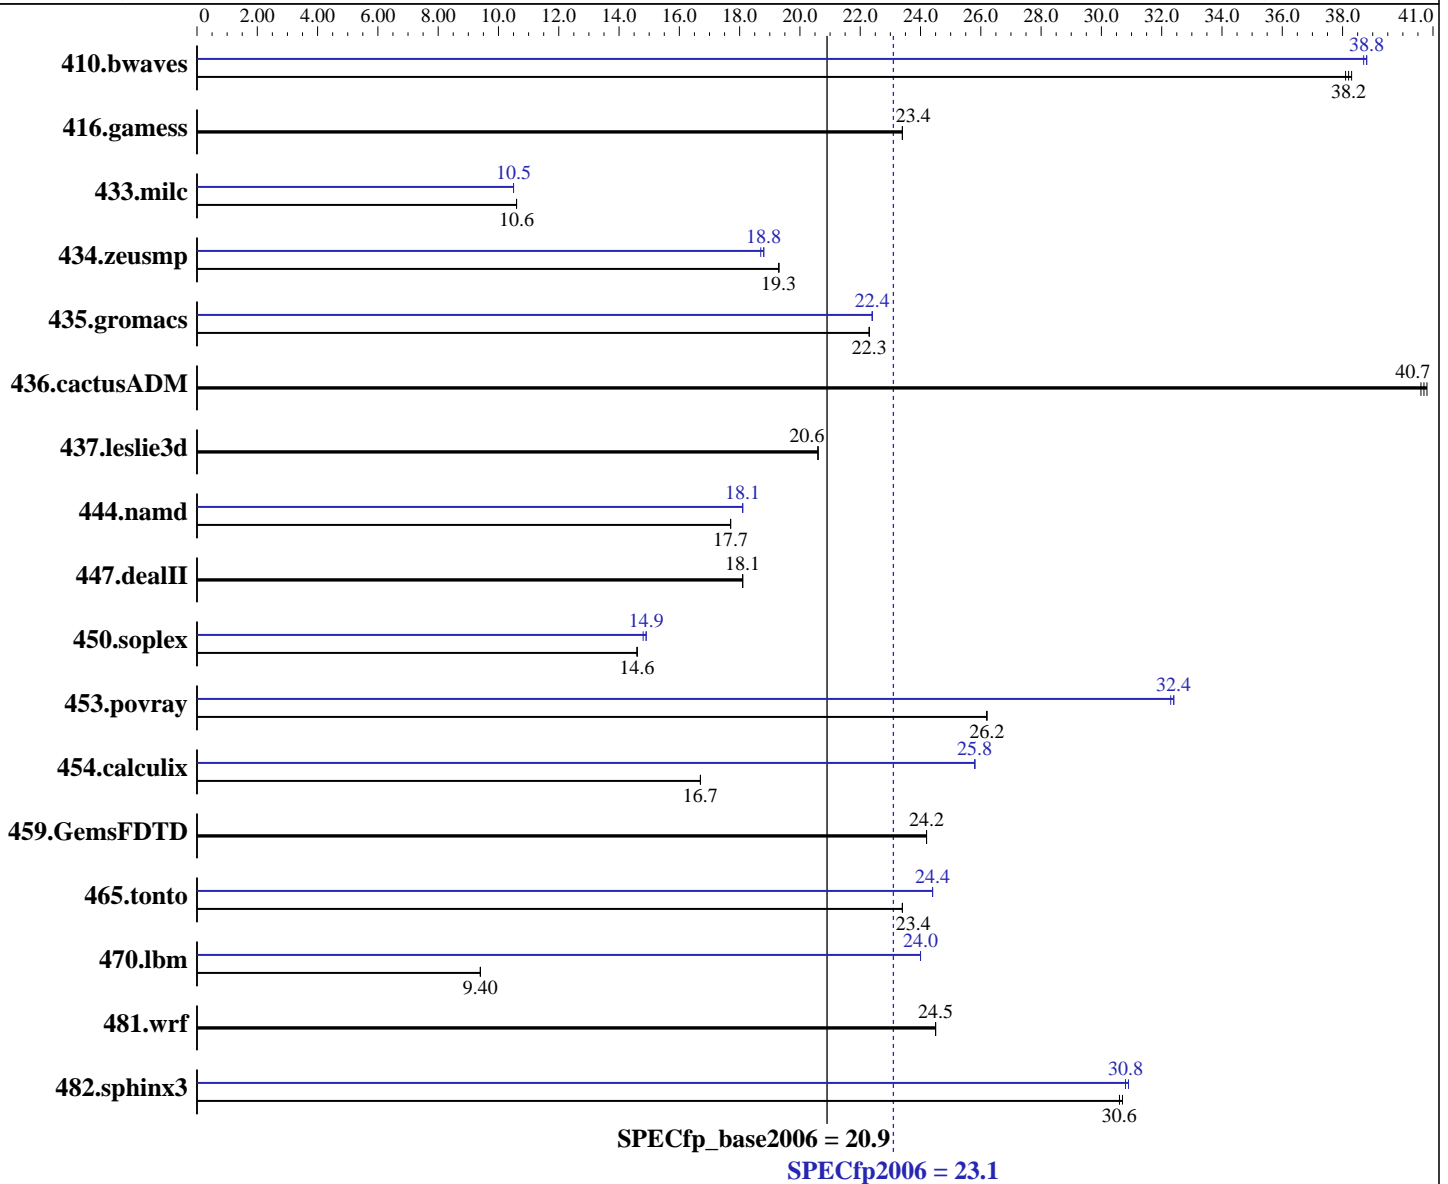 0 2.00 4.00 6.00 8.00 10.0 12.0 14.0 16.0 18.0 20.0 22.0 24.0 26.0 28.0 30.0 32.0 34.0 36.0 38.0 41.0
38.8
410.bwaves
38.2
23.4
416.gamess
10.5
433.milc
10.6
18.8
434.zeusmp
19.3
22.4
435.gromacs
22.3
40.7
436.cactusADM
20.6
437.leslie3d
18.1
444.namd
17.7
18.1
447.dealII
14.9
450.soplex
14.6
32.4
453.povray
26.2
25.8
454.calculix
16.7
24.2
459.GemsFDTD
24.4
465.tonto
23.4
24.0
470.lbm
9.40
24.5
481.wrf
30.8
482.sphinx3
30.6
SPECfp_base2006 = 20.9
SPECfp2006 = 23.1